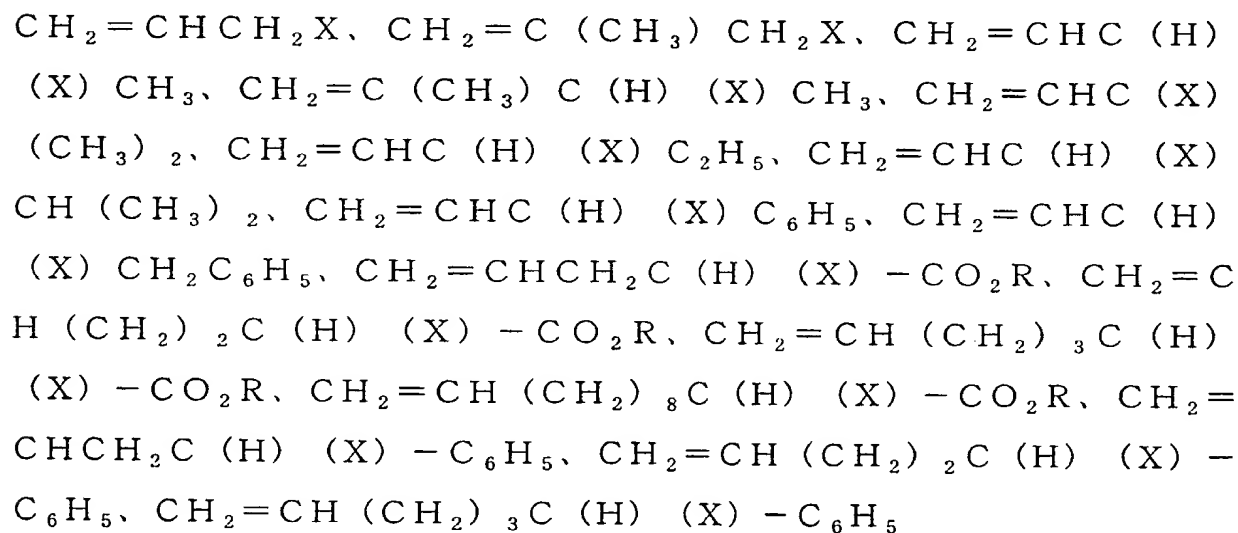 CH₂=CHCH₂X、CH₂=C(CH₃)CH₂X、CH₂=CHC(H)
(X)CH₃、CH₂=C(CH₃)C(H)(X)CH₃、CH₂=CHC(X)
(CH₃)₂、CH₂=CHC(H)(X)C₂H₅、CH₂=CHC(H)(X)
CH(CH₃)₂、CH₂=CHC(H)(X)C₆H₅、CH₂=CHC(H)
(X)CH₂C₆H₅、CH₂=CHCH₂C(H)(X)−CO₂R、CH₂=C
H(CH₂)₂C(H)(X)−CO₂R、CH₂=CH(CH₂)₃C(H)
(X)−CO₂R、CH₂=CH(CH₂)₈C(H)(X)−CO₂R、CH₂=
CHCH₂C(H)(X)−C₆H₅、CH₂=CH(CH₂)₂C(H)(X)−
C₆H₅、CH₂=CH(CH₂)₃C(H)(X)−C₆H₅